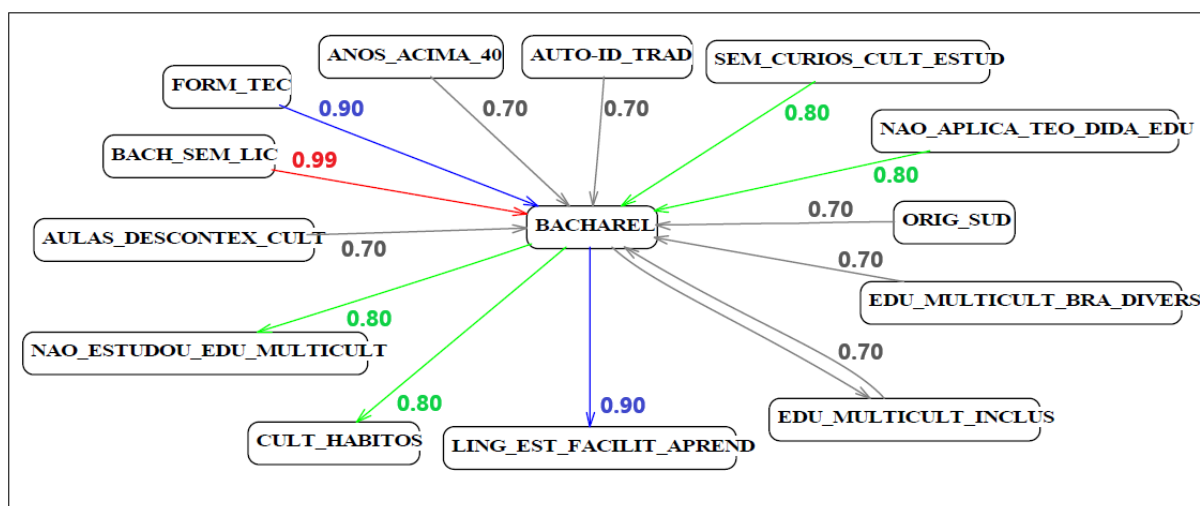 ANOS_ACIMA_40
AUTO-ID_TRAD
SEM_CURIOS_CULT_ESTUD
FORM_TEC
0.90
0.70
0.70
0.80
NAO_APLICA_TEO_DIDA_EDU
BACH_SEM_LIC
0.99
0.80
BACHAREL
0.70
ORIG_SUD
AULAS_DESCONTEX_CULT
0.70
0.70
EDU_MULTICULT_BRA_DIVERS
0.80
NAO_ESTUDOU_EDU_MULTICULT
0.70
0.80
0.90
EDU_MULTICULT_INCLUS
CULT_HABITOS
LING_EST_FACILIT_APREND